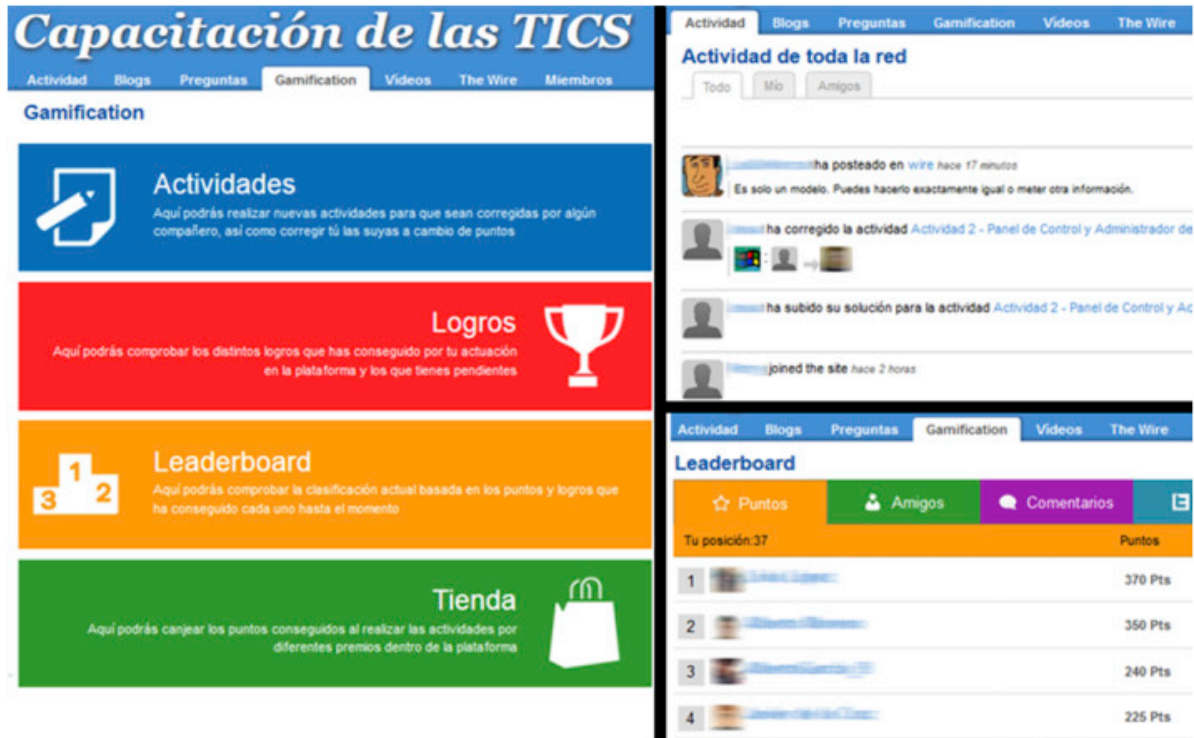 Capacitación de las TICS
Actividad Blogs Preguntas Gamification Vídeos The Wire Miembros
Gamification
Actividades
Aquí podrás realizar nuevas actividades para que sean corregidas por algún
compañero, así como corregir tú las suyas a cambio de puntos
Logros
Aquí podrás comprobar los distintos logros que has conseguido por tu actuación
en la plataforma y los que tienes pendientes
1
3 2
Leaderboard
Aquí podrás comprobar la clasificación actual basada en los puntos y logros que
ha conseguido cada uno hasta el momento
Tienda
Aquí podrás canjear los puntos conseguidos al realizar las actividades por
diferentes premios dentro de la plataforma
Actividad Blogs Preguntas Gamification Vídeos The Wire
Actividad de toda la red
Todo Mío Amigos
ha posteado en wire hace 17 minutos
Es solo un modelo. Puedes hacerlo exactamente igual o meter otra información.
ha corregido la actividad Actividad 2 - Panel de Control y Administrador de
:
ha subido su solución para la actividad Actividad 2 - Panel de Control y Ac
joined the site hace 2 horas
Actividad Blogs Preguntas Gamification Vídeos The Wire
Leaderboard
Puntos Amigos Comentarios
Tu posición:37 Puntos
1 370 Pts
2 350 Pts
3 240 Pts
4 225 Pts